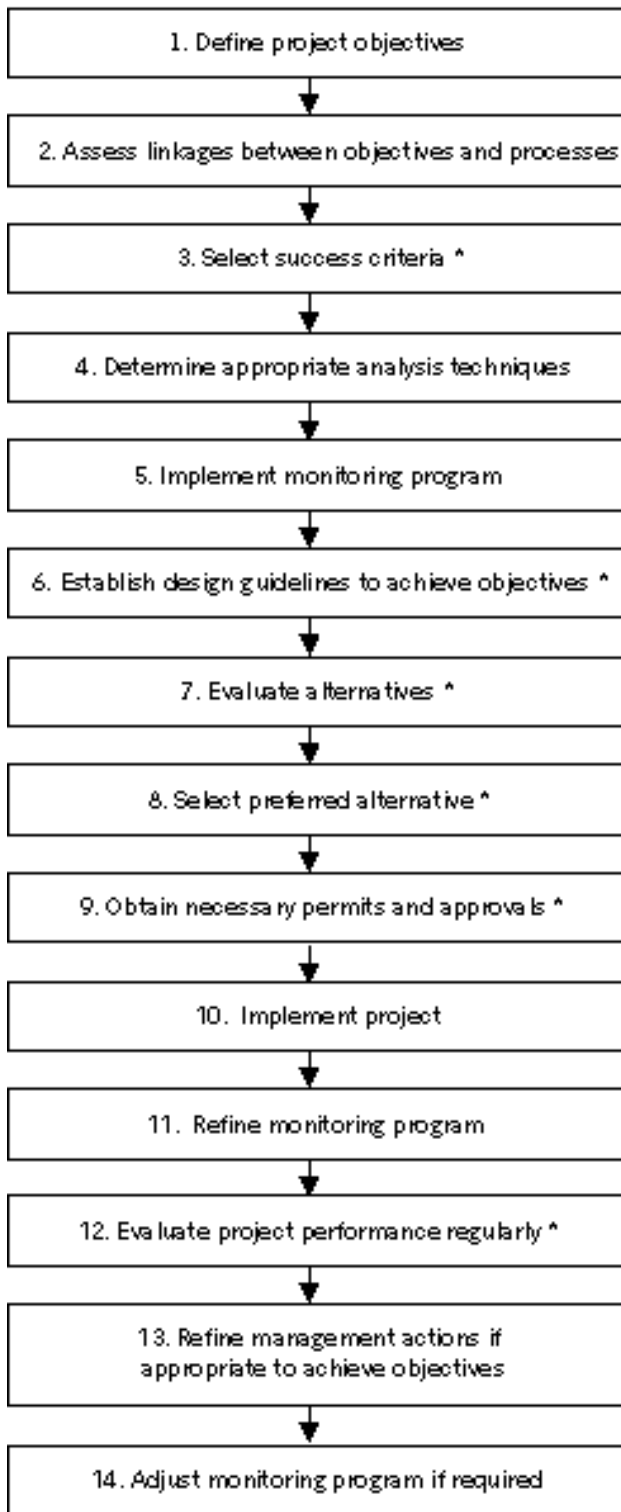 1. Define project objectives
2. Assess linkages between objectives and processes
3. Select success criteria *
4. Determine appropriate analysis techniques
5. Implement monitoring program
6. Establish design guidelines to achieve objectives *
7. Evaluate alternatives *
8. Select preferred alternative *
9. Obtain necessary permits and approvals *
10. Implement project
11. Refine monitoring program
12. Evaluate project performance regularly *
13. Refine management actions if
appropriate to achieve objectives
14. Adjust monitoring program if required